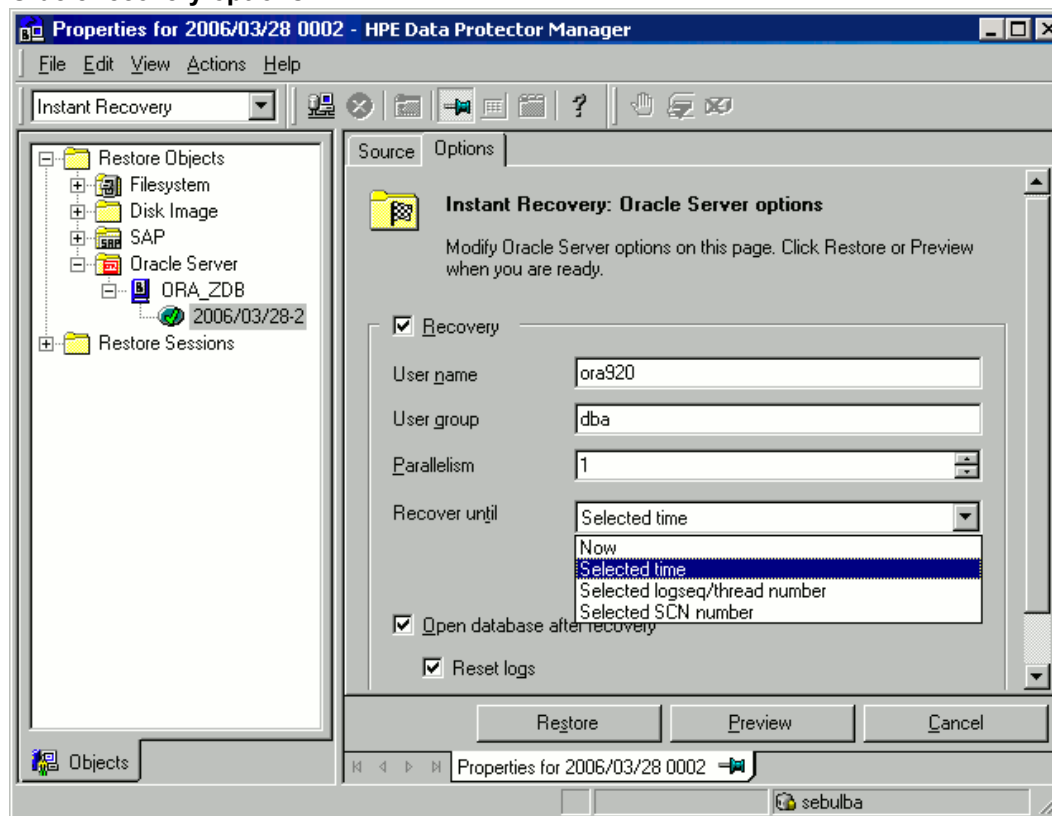 Properties for 2006/03/28 0002 - HPE Data Protector Manager
File Edit View Actions Help
Instant Recovery
Restore Objects
Filesystem
Disk Image
SAP
Oracle Server
ORA_ZDB
2006/03/28-2
Restore Sessions
Objects
Source Options
Instant Recovery: Oracle Server options
Modify Oracle Server options on this page. Click Restore or Preview
when you are ready.
Recovery
User name ora920
User group dba
Parallelism 1
Recover until Selected time
Now
Selected time
Selected logseq/thread number
Selected SCN number
Open database after recovery
Reset logs
Restore Preview Cancel
Properties for 2006/03/28 0002
sebulba